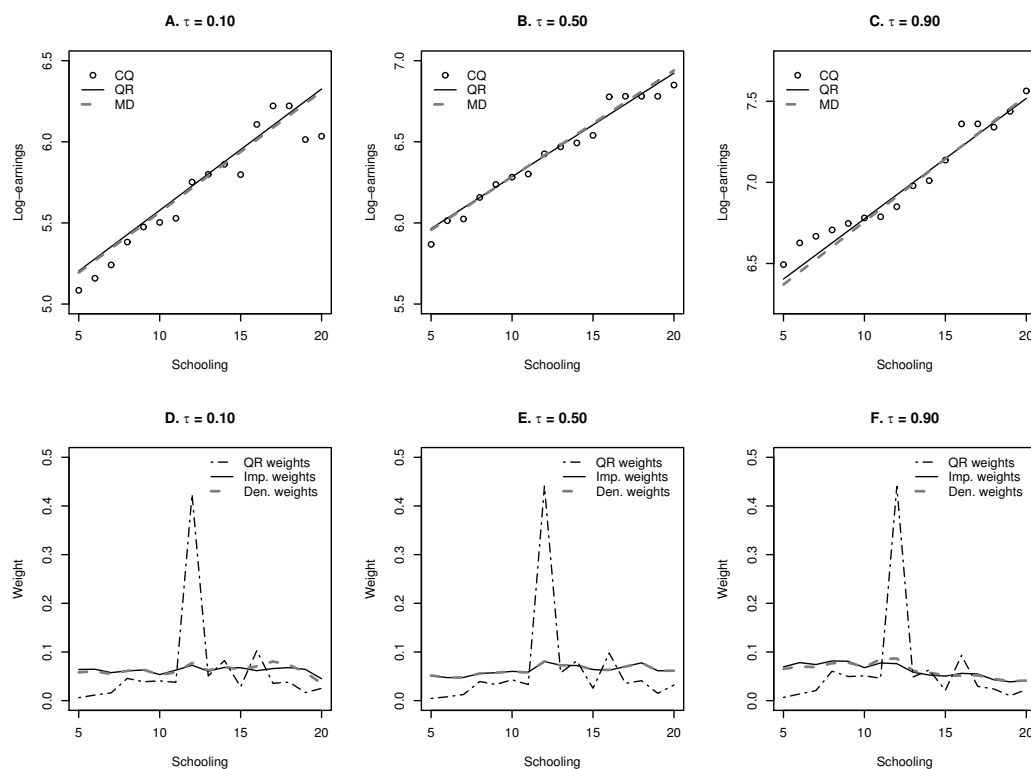 A. τ = 0.10
B. τ = 0.50
C. τ = 0.90
6.5
6.0
5.5
5.0
Log−earnings
CQ
QR
MD
5 10 15 20
Schooling
7.0
6.5
6.0
5.5
Log−earnings
CQ
QR
MD
5 10 15 20
Schooling
7.5
7.0
6.5
Log−earnings
CQ
QR
MD
5 10 15 20
Schooling
D. τ = 0.10
E. τ = 0.50
F. τ = 0.90
0.5
0.4
0.3
0.2
0.1
0.0
Weight
QR weights
Imp. weights
Den. weights
5 10 15 20
Schooling
0.5
0.4
0.3
0.2
0.1
0.0
Weight
QR weights
Imp. weights
Den. weights
5 10 15 20
Schooling
0.5
0.4
0.3
0.2
0.1
0.0
Weight
QR weights
Imp. weights
Den. weights
5 10 15 20
Schooling